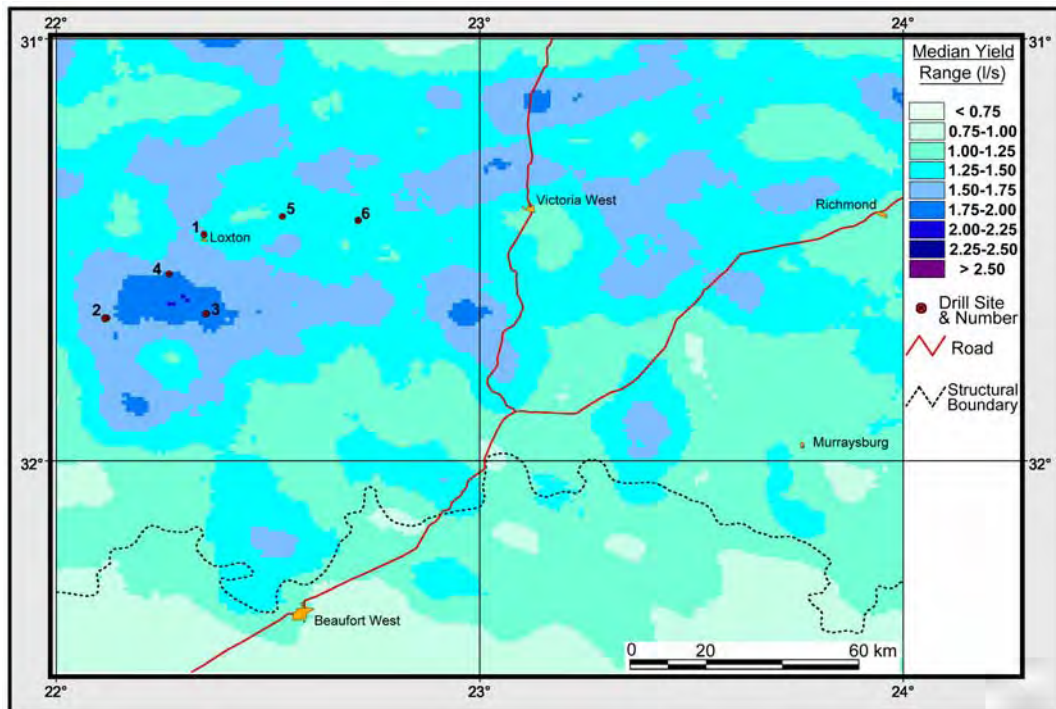 22° 23° 24°
31° 31°
Median Yield
Range (l/s)
< 0.75
0.75-1.00
1.00-1.25
1.25-1.50
1.50-1.75
1.75-2.00
2.00-2.25
2.25-2.50
> 2.50
Drill Site
& Number
Road
Structural
Boundary
Victoria West
Richmond
5
6
1
Loxton
4
2
3
Murraysburg
32° 32°
Beaufort West
0 20 60 km
22° 23° 24°